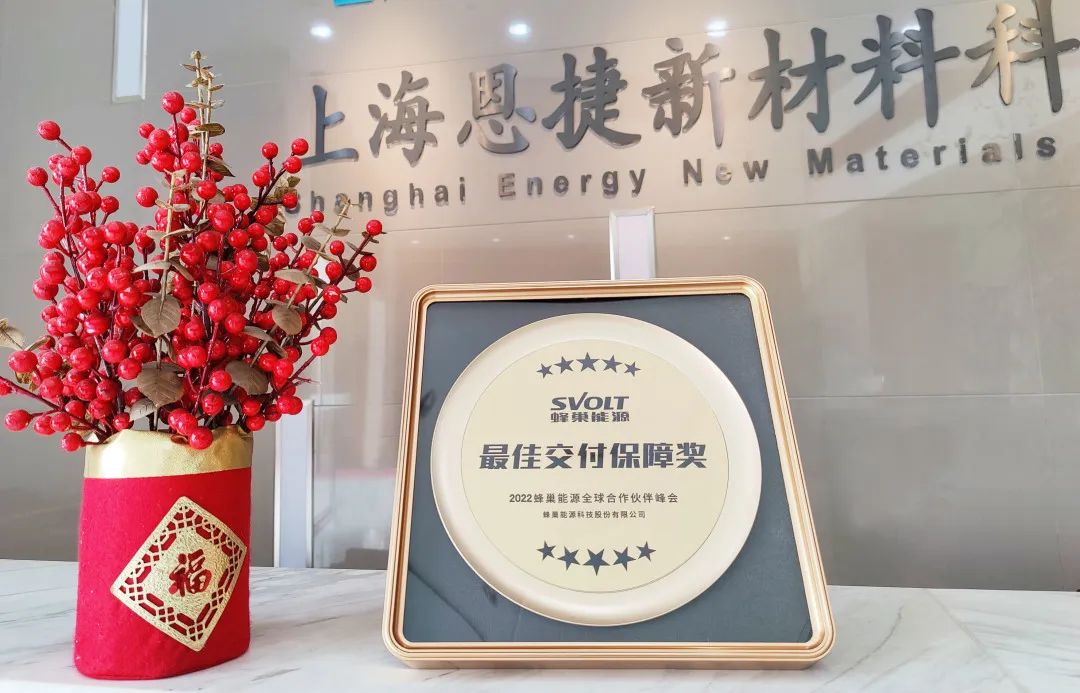 上海恩捷新材料科
Shanghai Energy New Materials
SVOLT
蜂巢能源
最佳交付保障奖
2022蜂巢能源全球合作伙伴峰会
蜂巢能源科技股份有限公司
福